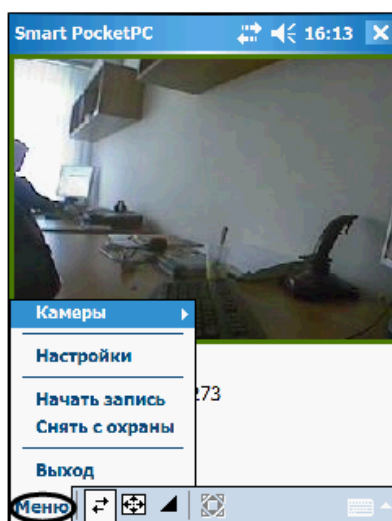 Smart PocketPC 16:13
Камеры
Настройки
273
Начать запись
Снять с охраны
Выход
Меню